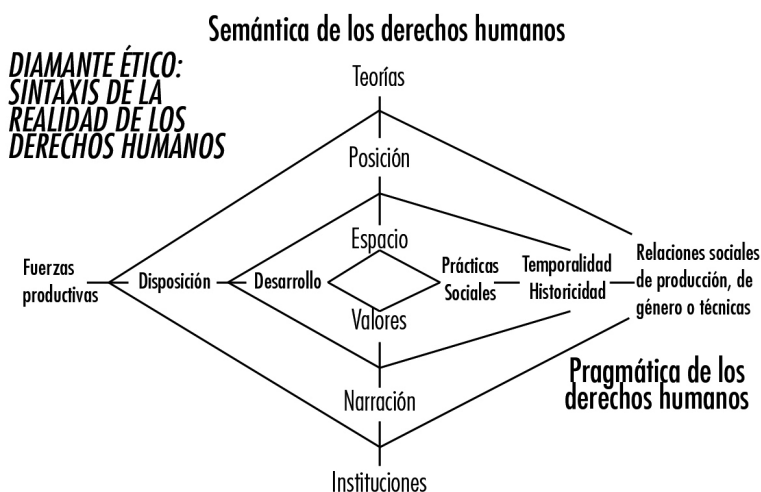 Semántica de los derechos humanos
DIAMANTE ÉTICO:
SINTAXIS DE LA
REALIDAD DE LOS
DERECHOS HUMANOS
Teorías
Posición
Espacio
Fuerzas
productivas
Disposición
Desarrollo
Prácticas
Sociales
Temporalidad
Historicidad
Relaciones sociales
de producción, de
género o técnicas
Valores
Narración
Instituciones
Pragmática de los
derechos humanos